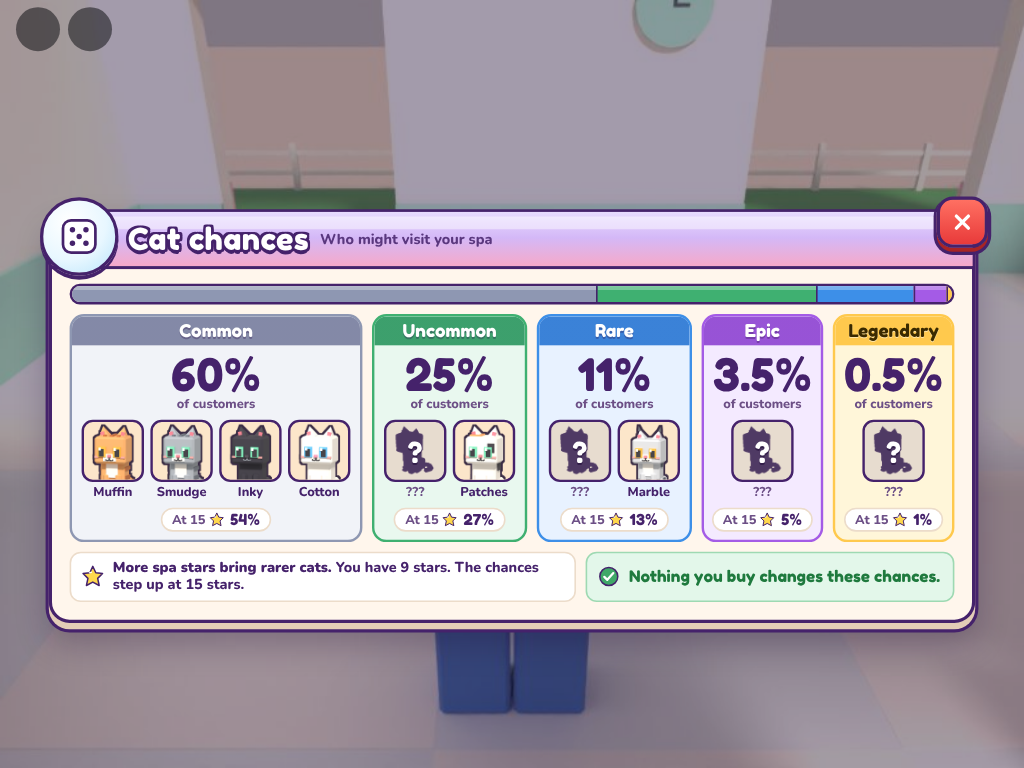 Cat chances
Who might visit your spa
Common
Uncommon
Rare
Epic
Legendary
60%
25%
11%
3.5%
0.5%
of customers
of customers
of customers
of customers
of customers
?
?
?
?
Muffin
Smudge
Inky
Cotton
???
Patches
???
Marble
???
???
At 15 54%
At 15 27%
At 15 13%
At 15 5%
At 15 1%
More spa stars bring rarer cats. You have 9 stars. The chances
step up at 15 stars.
Nothing you buy changes these chances.